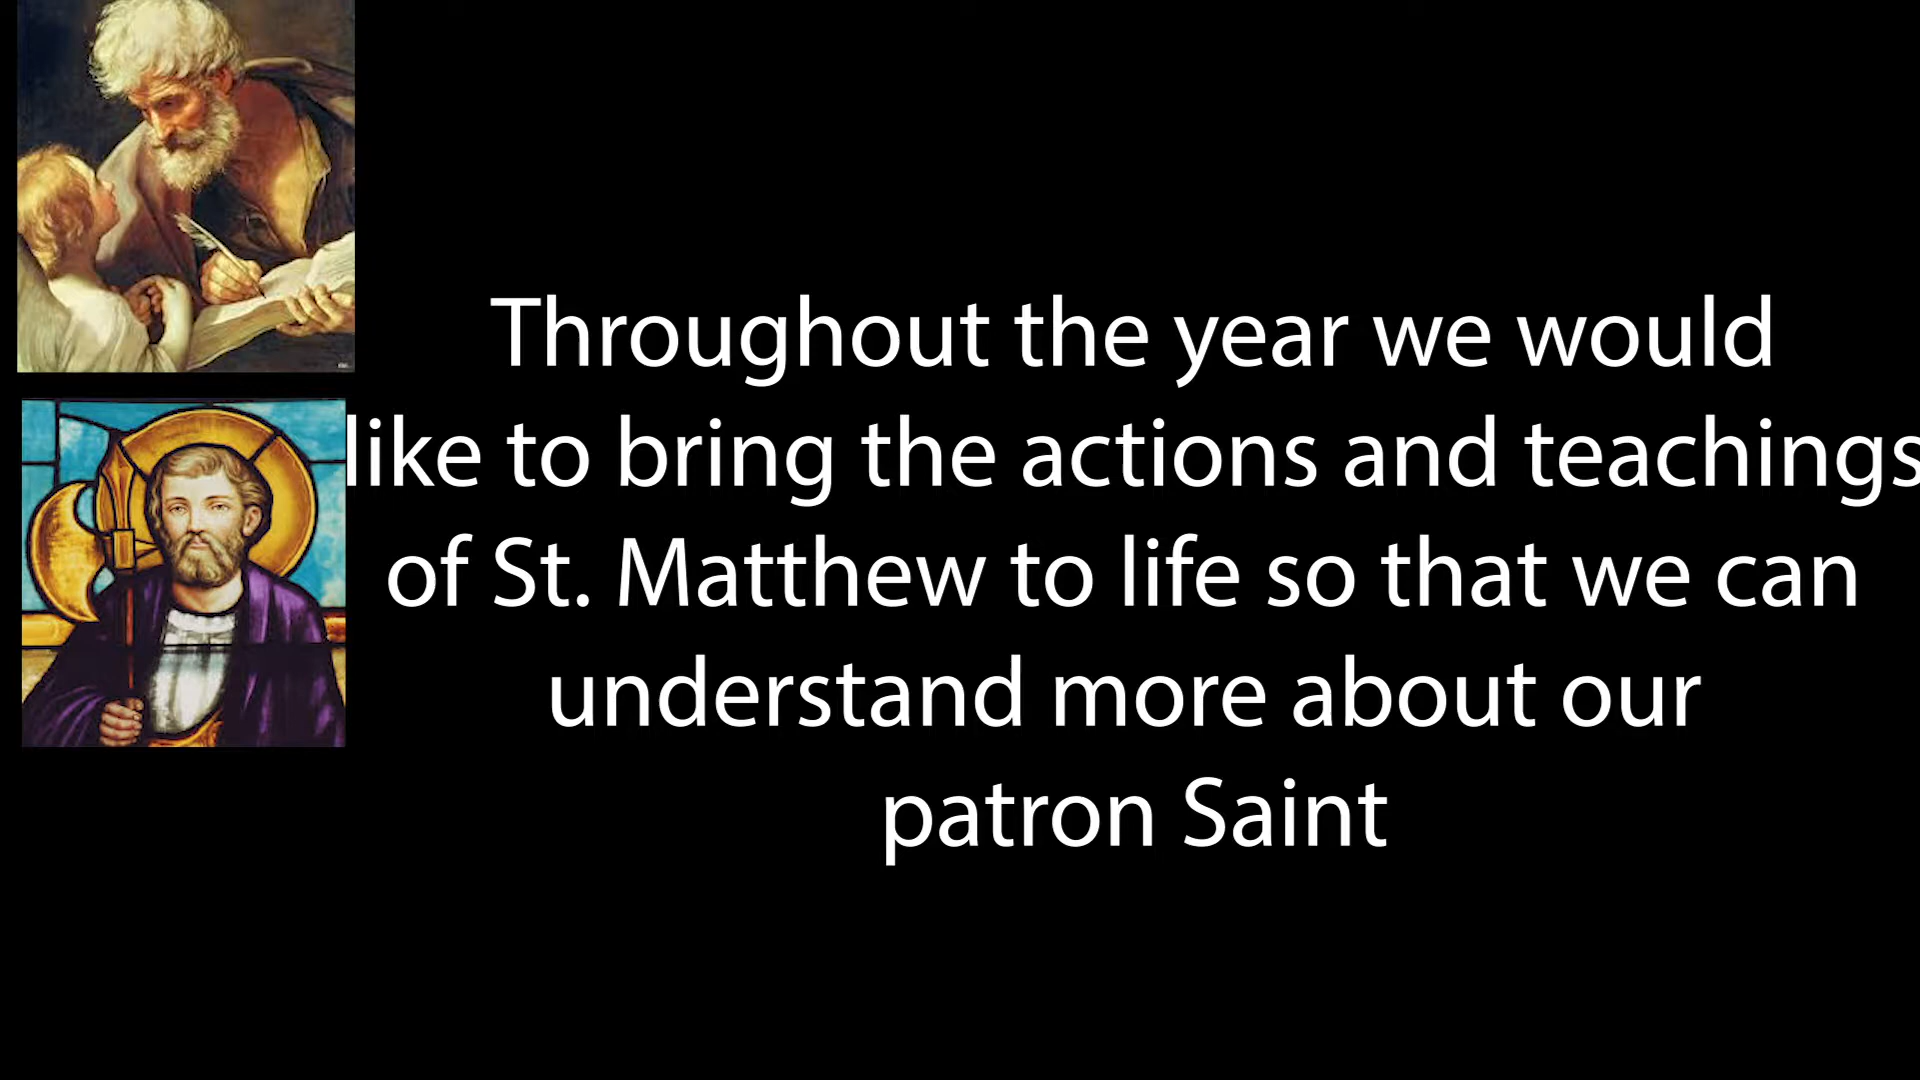 Throughout the year we would
like to bring the actions and teachings
of St. Matthew to life so that we can
understand more about our
patron Saint